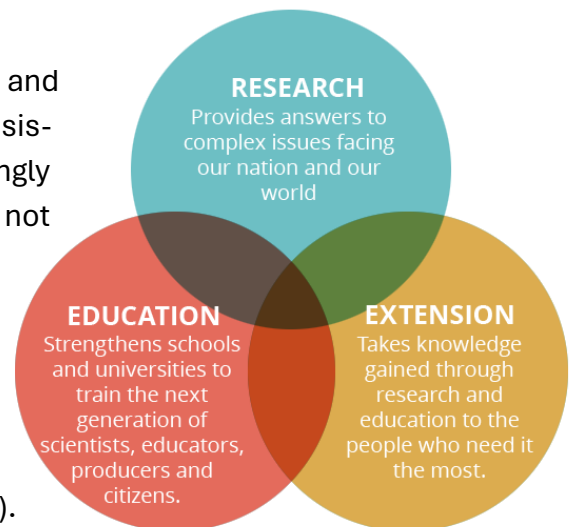 and
sis-
ngly
not
RESEARCH
Provides answers to
complex issues facing
our nation and our
world
EDUCATION
Strengthens schools
and universities to
train the next
generation of
scientists, educators,
producers and
citizens.
EXTENSION
Takes knowledge
gained through
research and
education to the
people who need it
the most.
).